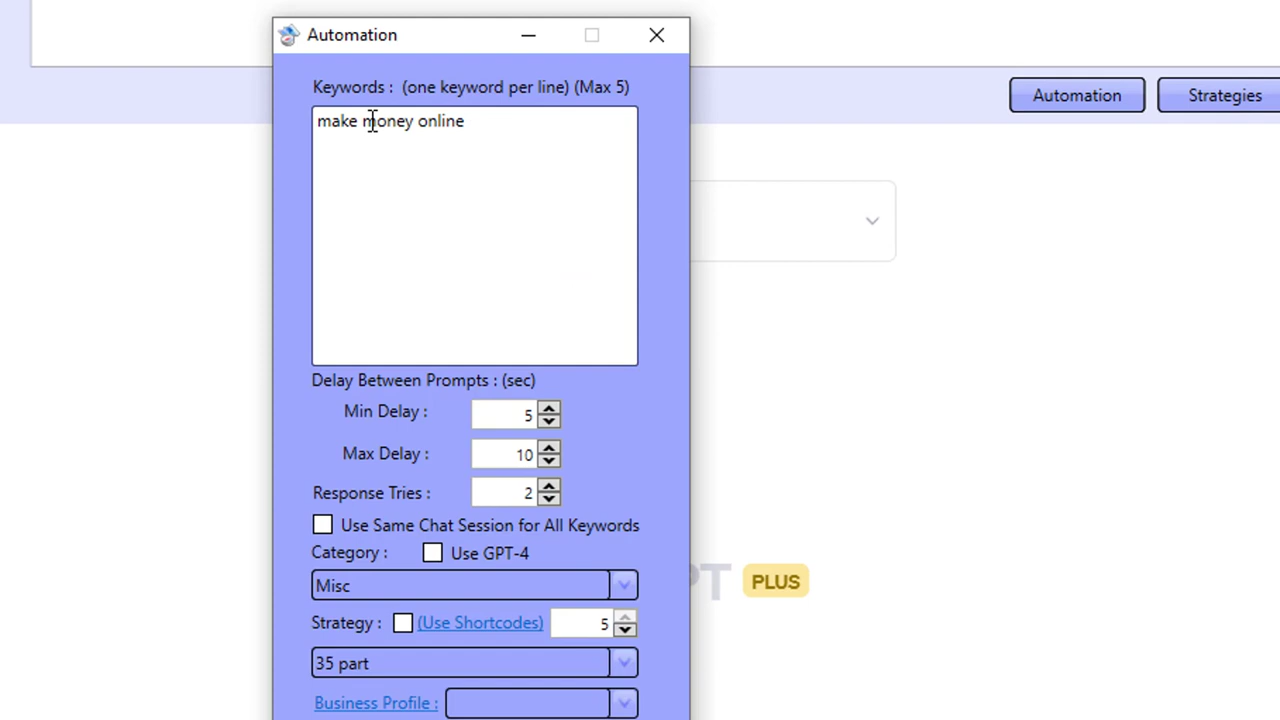 Automation
Keywords : (one keyword per line) (Max 5)
Automation
Strategies
make money online
Delay Between Prompts : (sec)
Min Delay : 5
Max Delay : 10
Response Tries : 2
Use Same Chat Session for All Keywords
Category : Use GPT-4
Misc
PT PLUS
Strategy : (Use Shortcodes) 5
35 part
Business Profile :